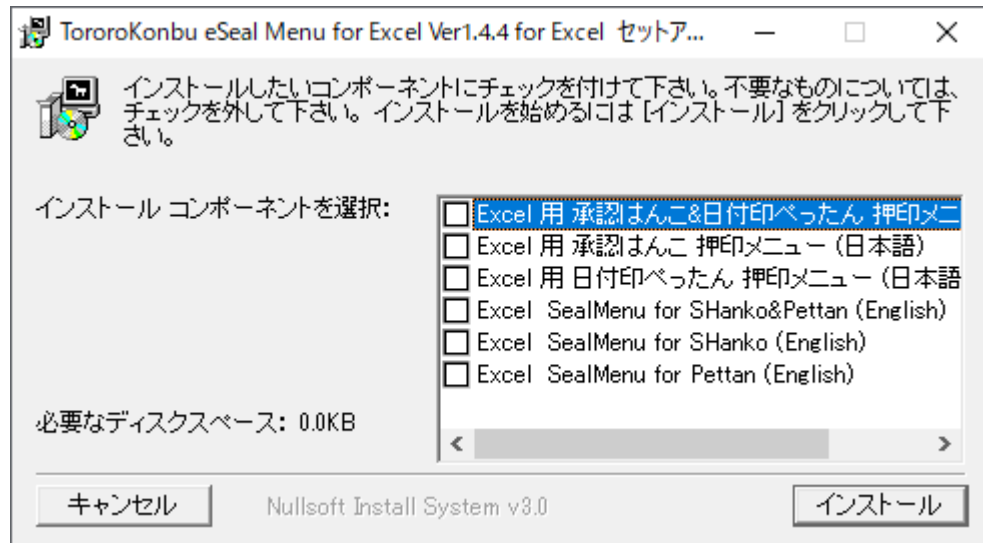 TororoKonbu eSeal Menu for Excel Ver1.4.4 for Excel セットア...
インストールしたいコンポーネントにチェックを付けて下さい。不要なものについては、
チェックを外して下さい。インストールを始めるには [インストール] をクリックして下
さい。
インストール コンポーネントを選択:
Excel 用 承認はんこ&日付印ぺったん 押印メニ
Excel 用 承認はんこ 押印メニュー (日本語)
Excel 用 日付印ぺったん 押印メニュー (日本語
Excel  SealMenu for SHanko&Pettan (English)
Excel  SealMenu for SHanko (English)
Excel  SealMenu for Pettan (English)
必要なディスクスペース: 0.0KB
キャンセル
Nullsoft Install System v3.0
インストール